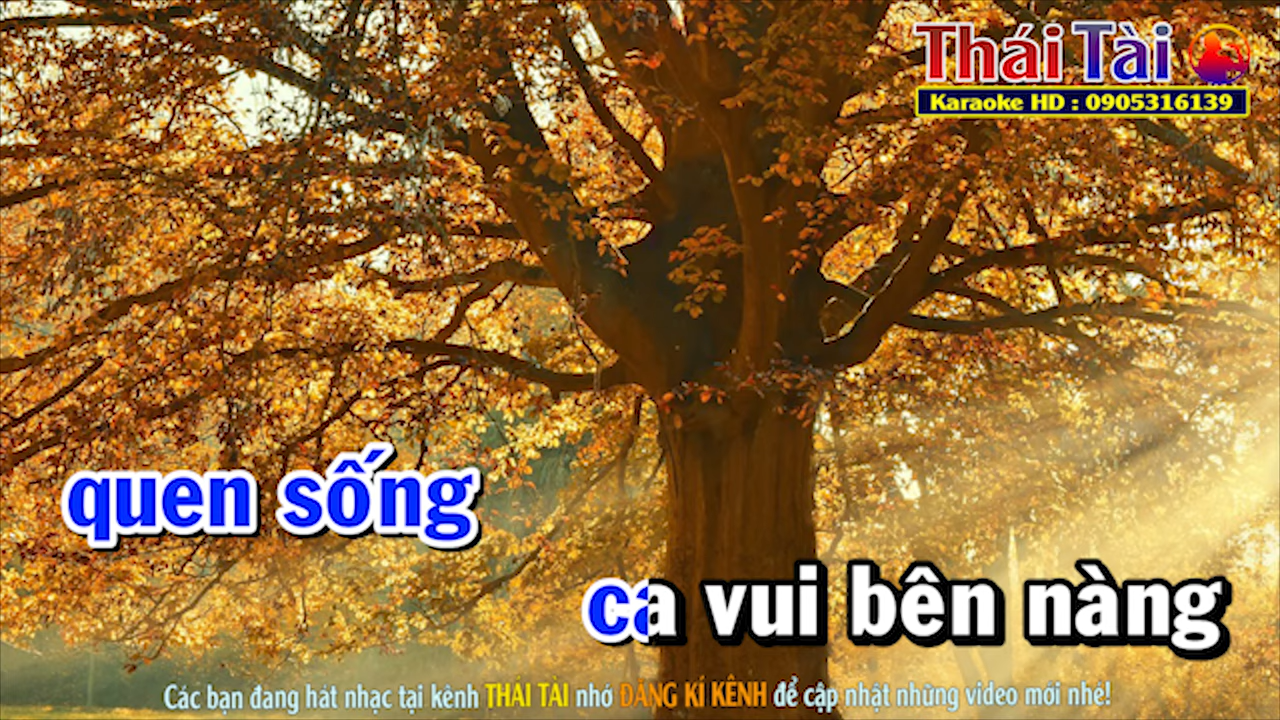 Thái Tài
Karaoke HD : 0905316139
quen sống
ca vui bên nàng
Các bạn đang hát nhạc tại kênh THÁI TÀI nhớ ĐĂNG KÍ KÊNH để cập nhật những video mới nhé!